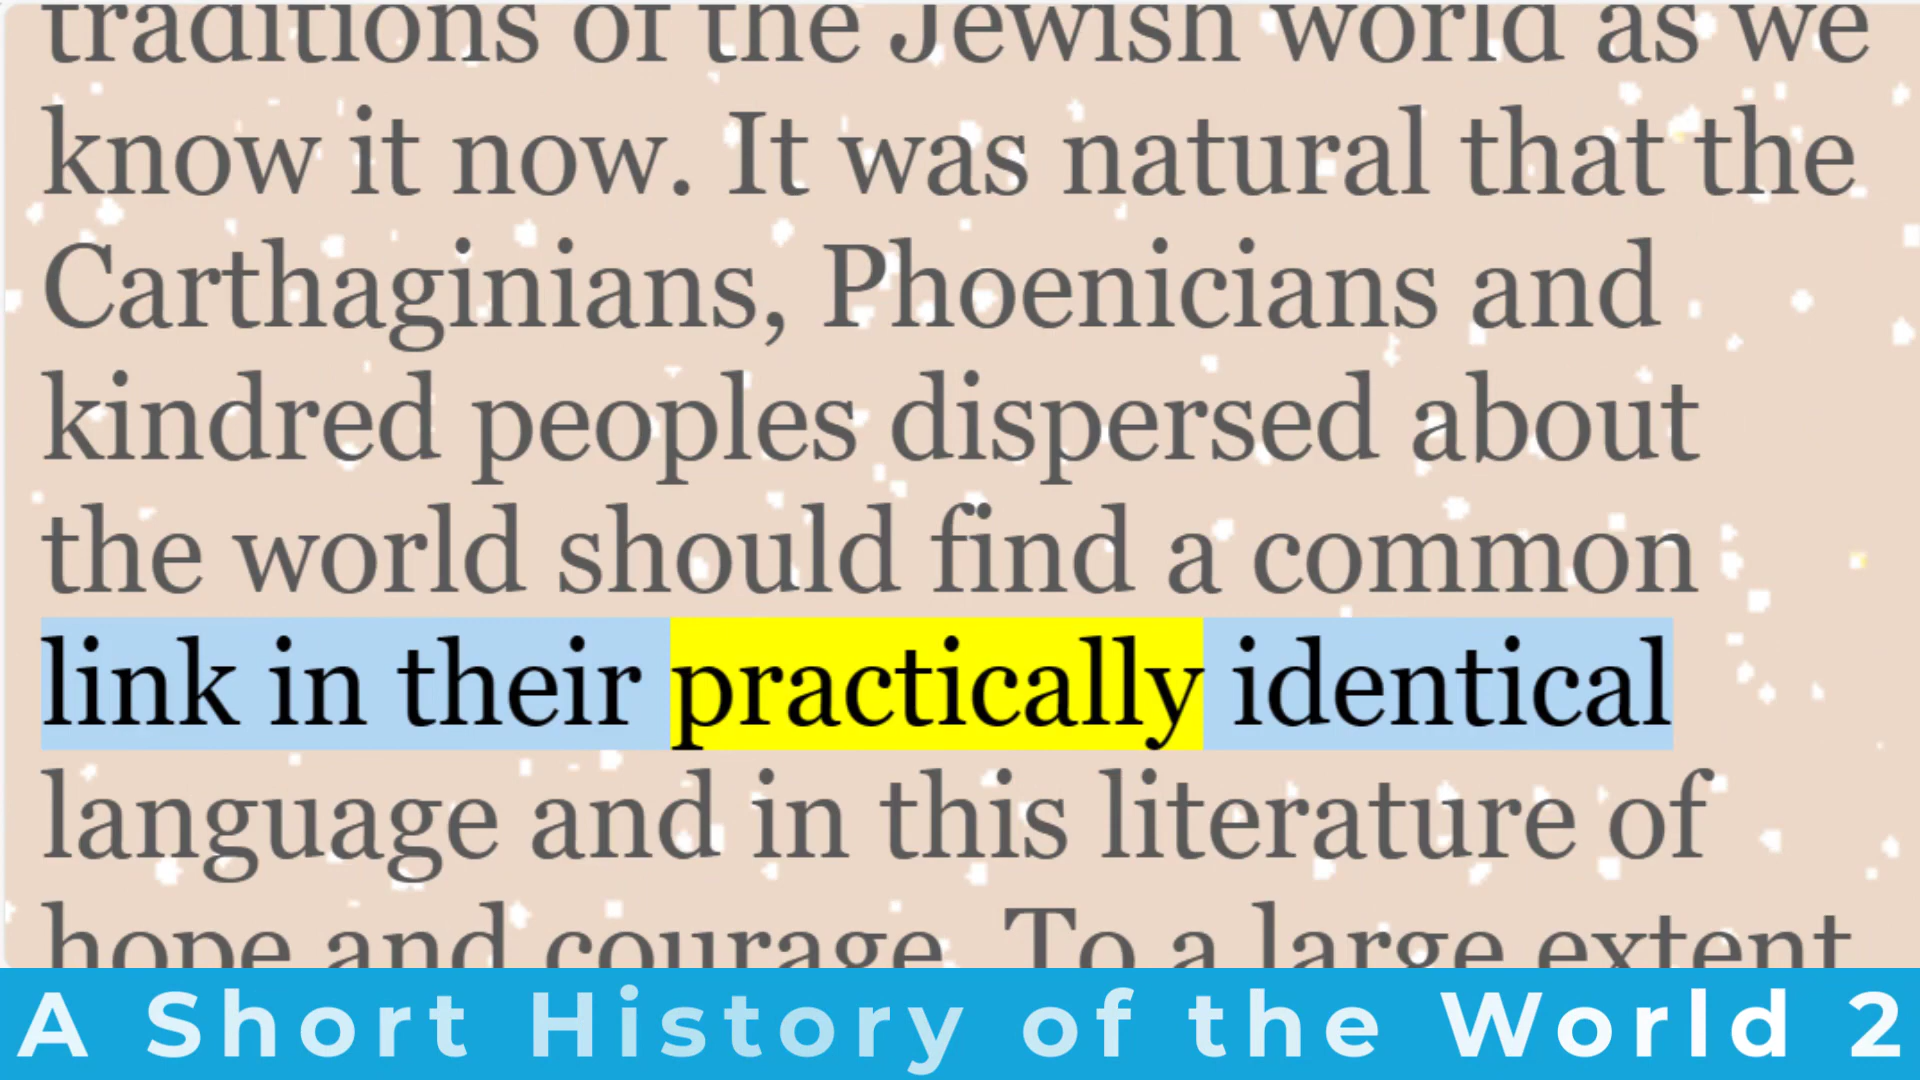 traditions of the Jewish world as we
know it now. It was natural that the
Carthaginians, Phoenicians and
kindred peoples dispersed about
the world should find a common
link in their practically identical
language and in this literature of
hope and courage. To a large extent
A Short History of the World 2